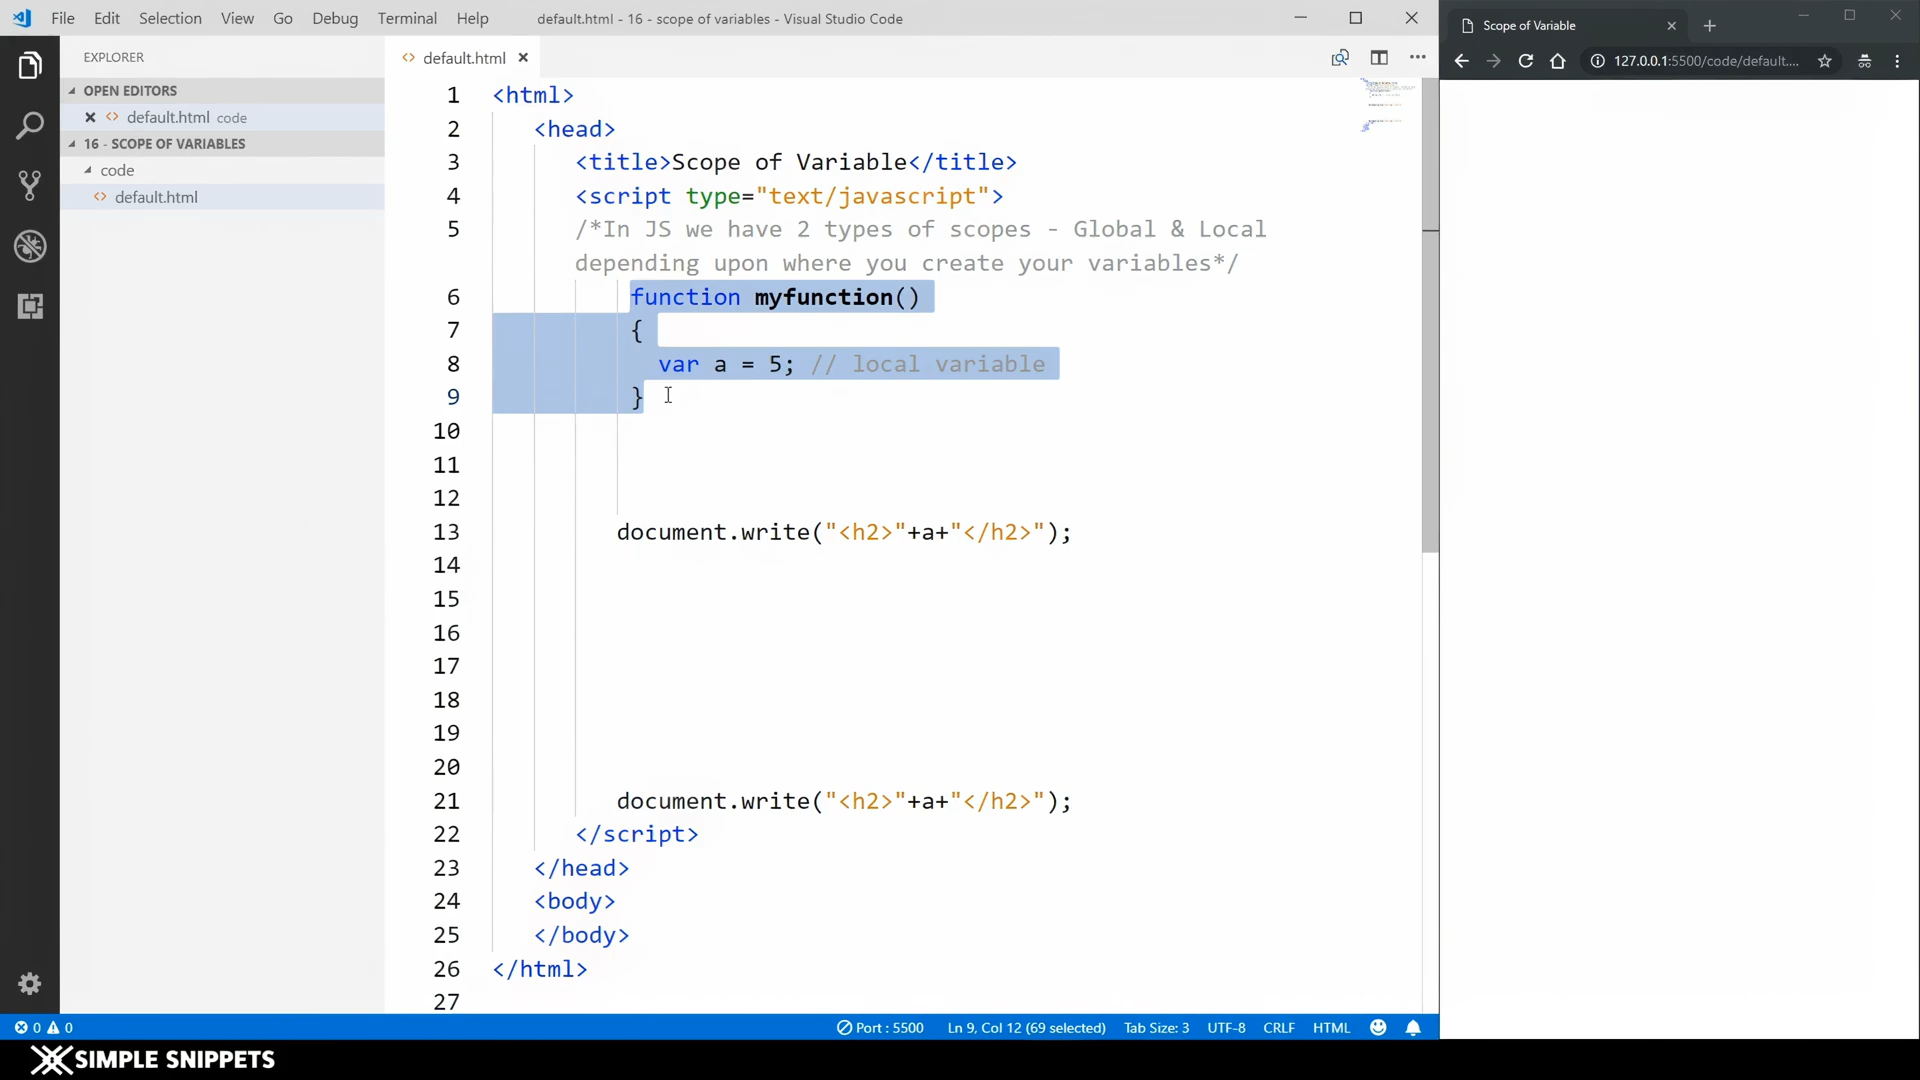 File Edit Selection View Go Debug Terminal Help default.html - 16 - scope of variables - Visual Studio Code
Scope of Variable
127.0.0.1:5500/code/default....
EXPLORER
OPEN EDITORS
default.html code
16 - SCOPE OF VARIABLES
code
default.html
default.html
1 <html>
2 <head>
3 <title>Scope of Variable</title>
4 <script type="text/javascript">
5 /*In JS we have 2 types of scopes - Global & Local
depending upon where you create your variables*/
6 function myfunction()
7 {
8 var a = 5; // local variable
9 }
10
11
12
13 document.write("<h2>"+a+"</h2>");
14
15
16
17
18
19
20
21 document.write("<h2>"+a+"</h2>");
22 </script>
23 </head>
24 <body>
25 </body>
26 </html>
27
0 0 Port : 5500 Ln 9, Col 12 (69 selected) Tab Size: 3 UTF-8 CRLF HTML
SIMPLE SNIPPETS